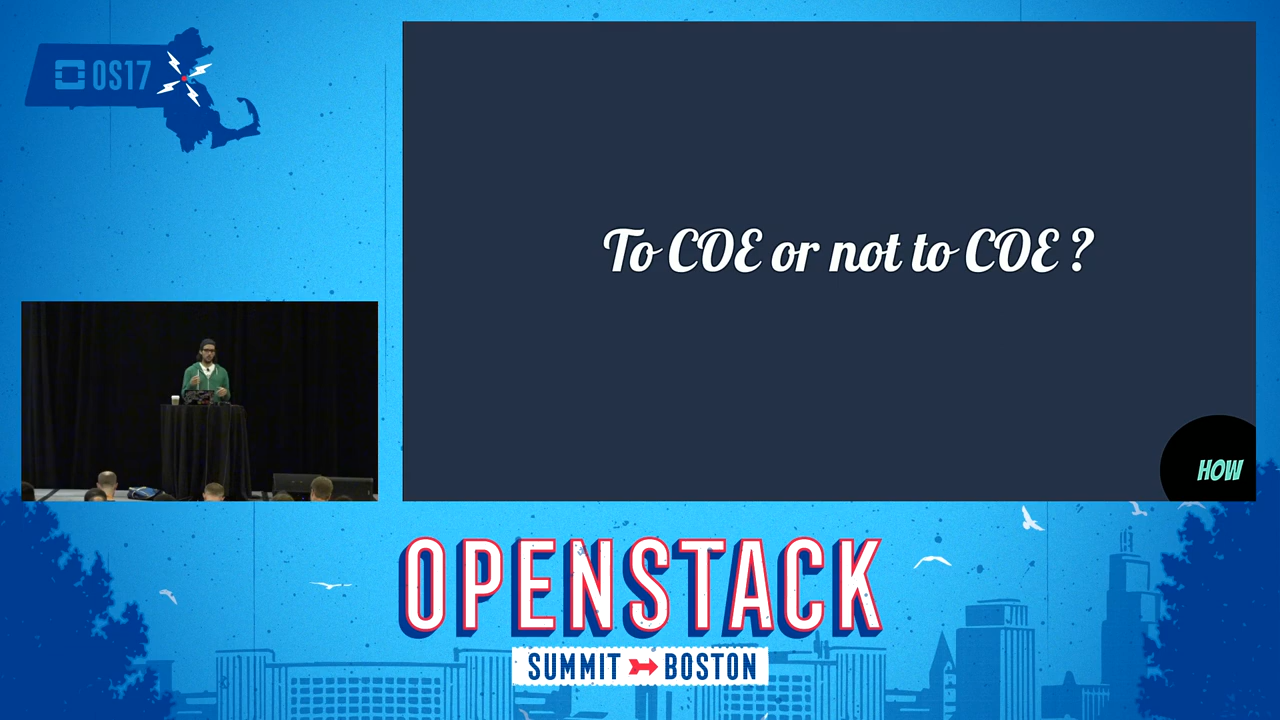 OS17
To COE or not to COE ?
HOW
OPENSTACK
SUMMIT BOSTON